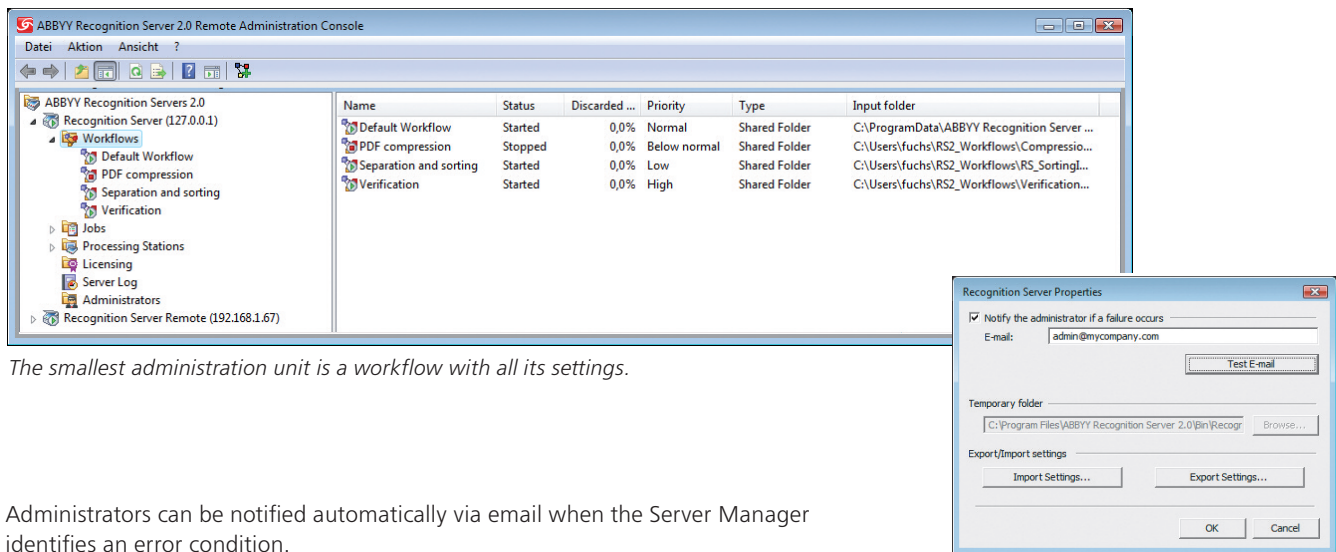 ABBYY Recognition Server 2.0 Remote Administration Console
Datei Aktion Ansicht ?
ABBYY Recognition Servers 2.0
Recognition Server (127.0.0.1)
Workflows
Default Workflow
PDF compression
Separation and sorting
Verification
Jobs
Processing Stations
Licensing
Server Log
Administrators
Recognition Server Remote (192.168.1.67)
Name Status Discarded ... Priority Type Input folder
Default Workflow Started 0,0% Normal Shared Folder C:\ProgramData\ABBYY Recognition Server ...
PDF compression Stopped 0,0% Below normal Shared Folder C:\Users\fuchs\RS2_Workflows\Compressio...
Separation and sorting Started 0,0% Low Shared Folder C:\Users\fuchs\RS2_Workflows\RS_SortingI...
Verification Started 0,0% High Shared Folder C:\Users\fuchs\RS2_Workflows\Verification...
The smallest administration unit is a workflow with all its settings.
Recognition Server Properties
Notify the administrator if a failure occurs
E-mail: admin@mycompany.com
Test E-mail
Temporary folder
C:\Program Files\ABBYY Recognition Server 2.0\Bin\Recogr Browse...
Export/Import settings
Import Settings... Export Settings...
OK Cancel
Administrators can be notified automatically via email when the Server Manager
identifies an error condition.